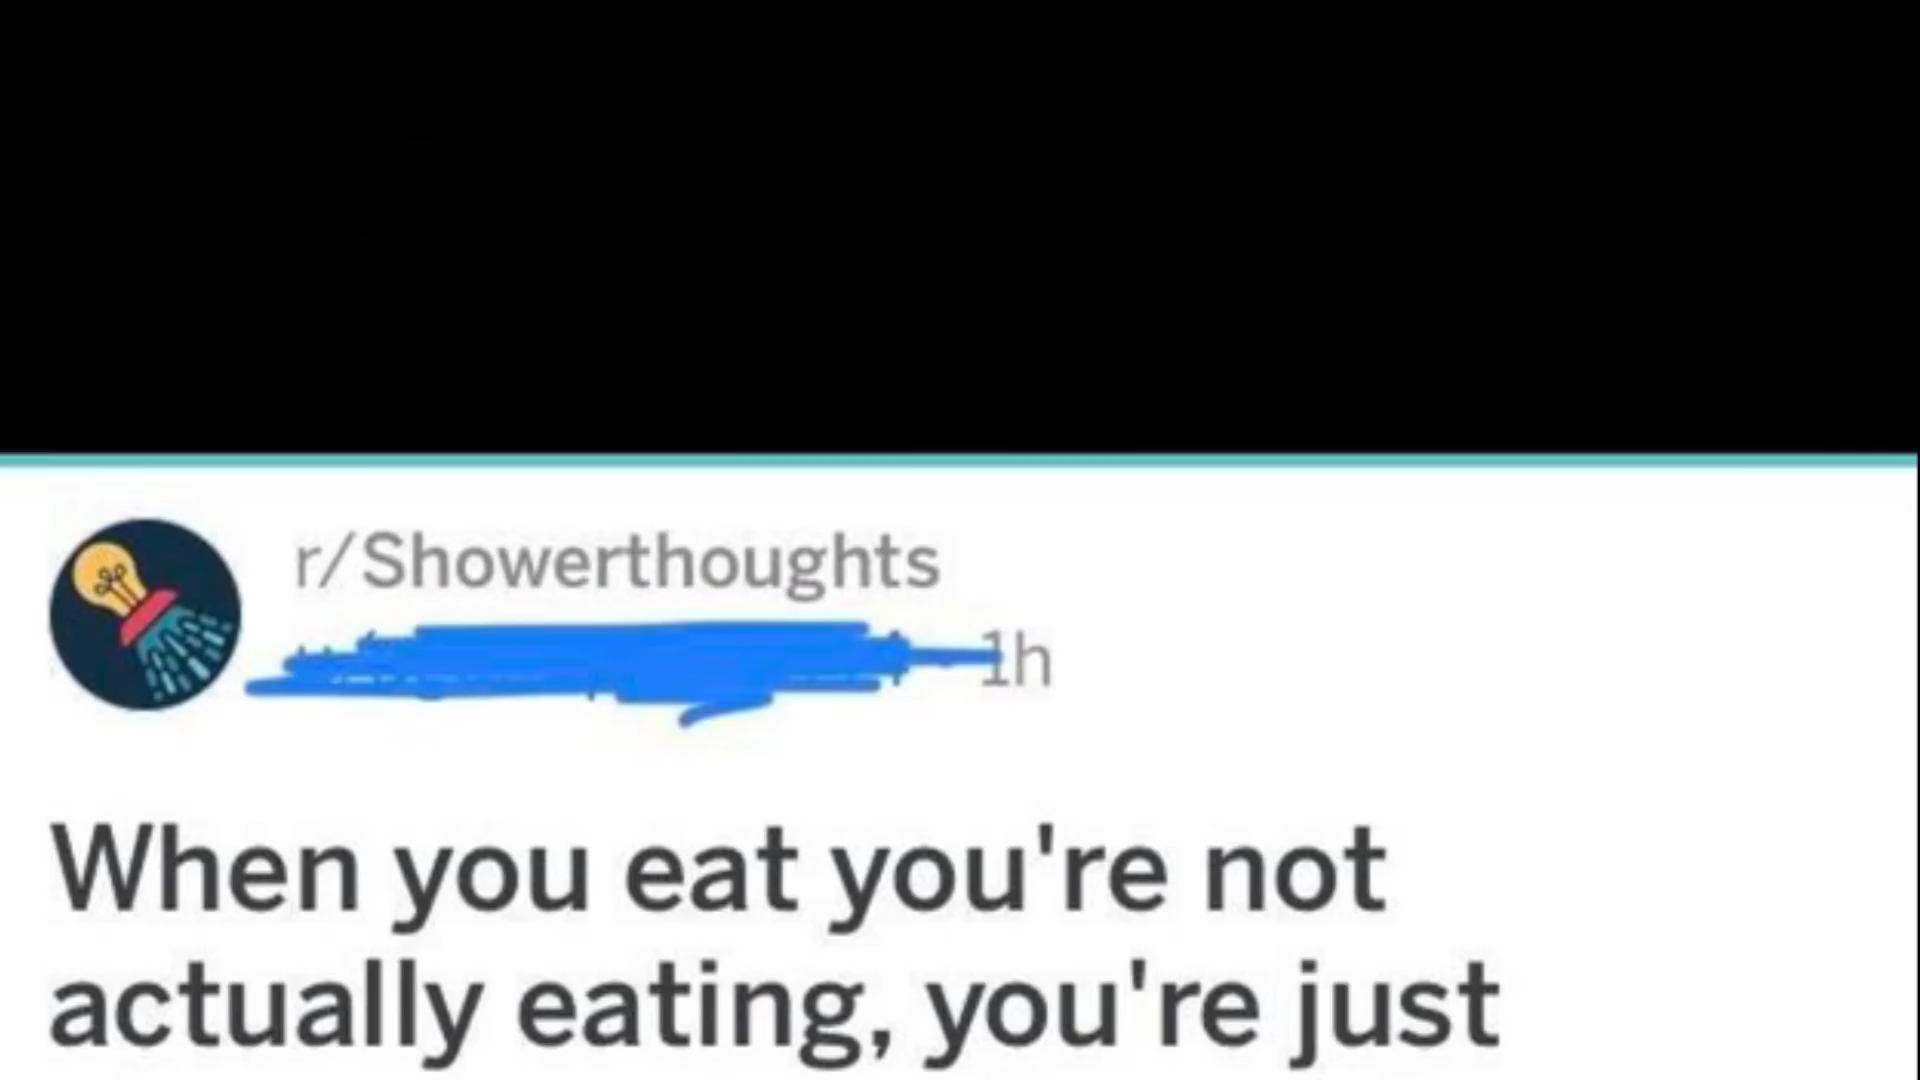 r/Showerthoughts
1h
When you eat you're not
actually eating, you're just